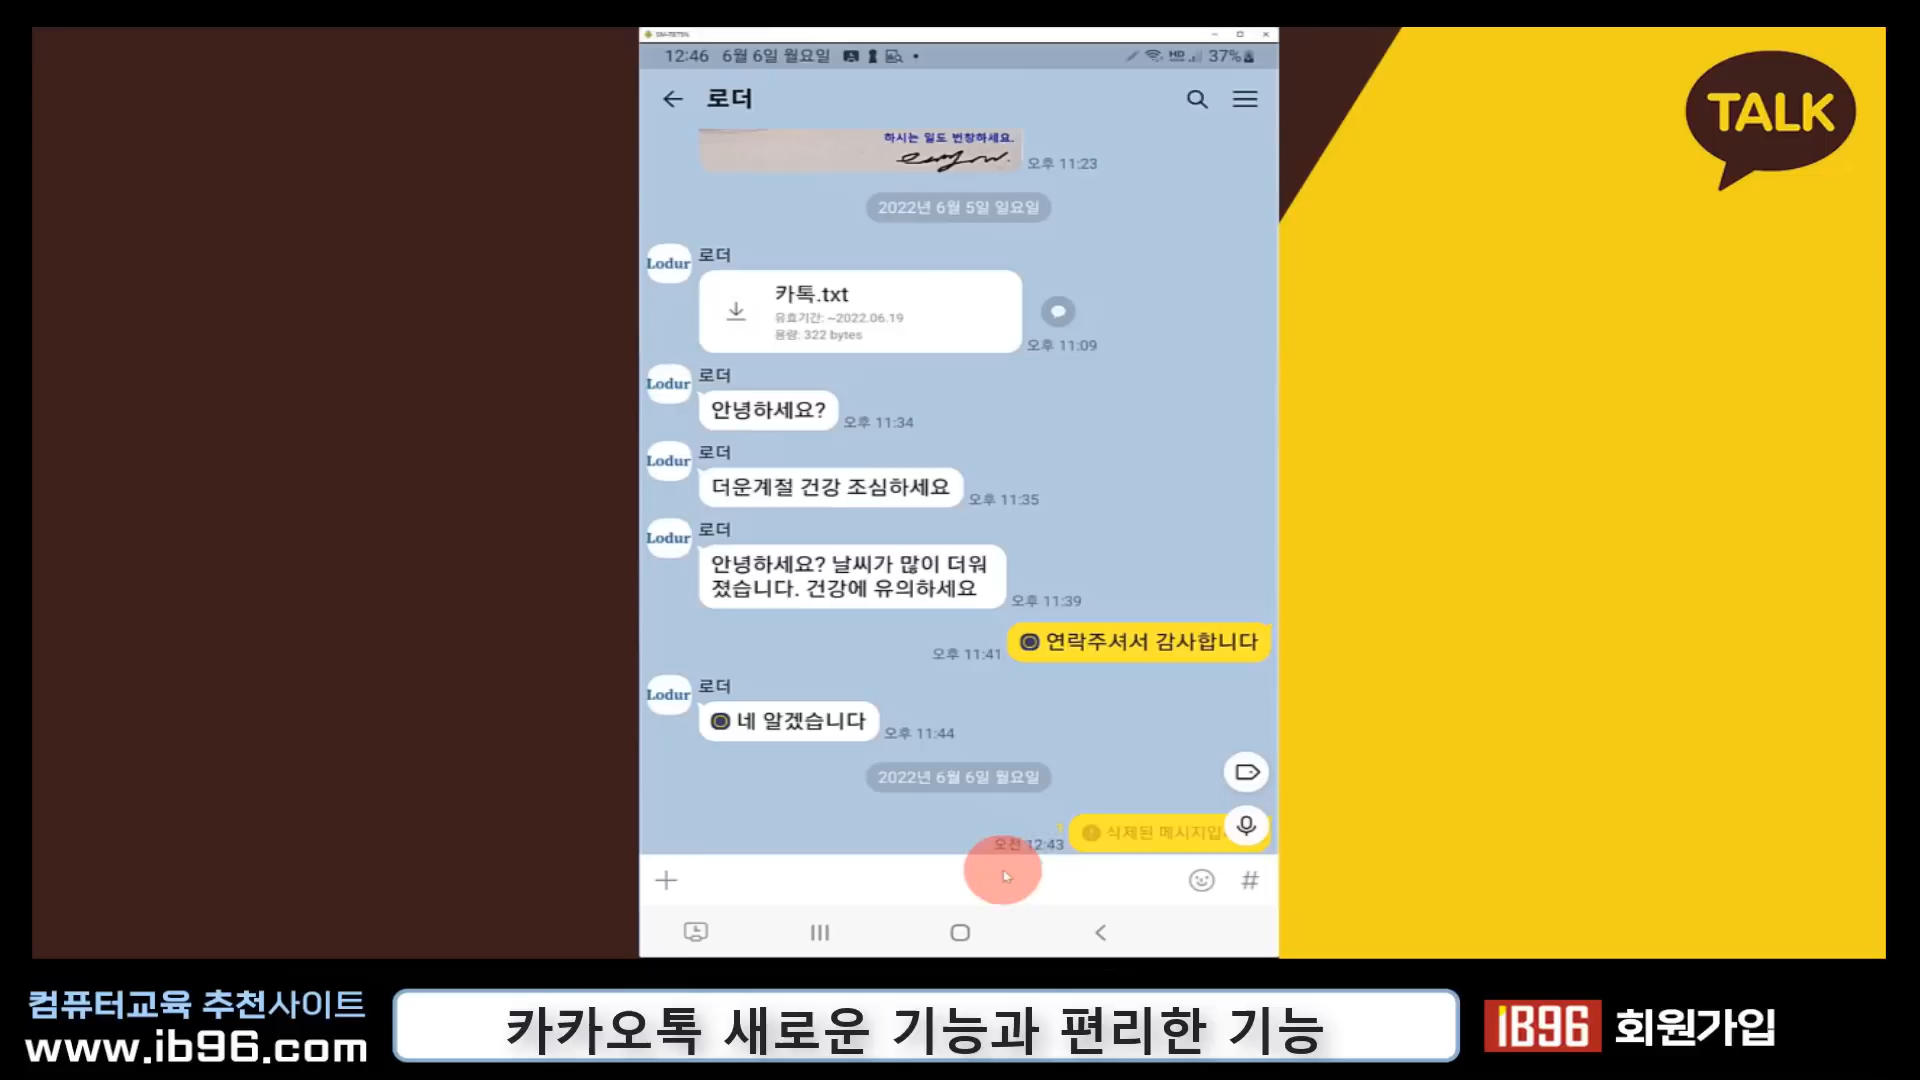 SM-T875N
12:46 6월 6일 월요일
37%
로더
TALK
하시는 일도 번창하세요.
오후 11:23
2022년 6월 5일 일요일
Lodur
로더
카톡.txt
유효기간: ~2022.06.19
용량: 322 bytes
오후 11:09
Lodur
로더
안녕하세요?
오후 11:34
Lodur
로더
더운계절 건강 조심하세요
오후 11:35
Lodur
로더
안녕하세요? 날씨가 많이 더워
졌습니다. 건강에 유의하세요
오후 11:39
연락주셔서 감사합니다
오후 11:41
Lodur
로더
네 알겠습니다
오후 11:44
2022년 6월 6일 월요일
삭제된 메시지입
오전 12:43
컴퓨터교육 추천사이트
www.ib96.com
카카오톡 새로운 기능과 편리한 기능
IB96 회원가입